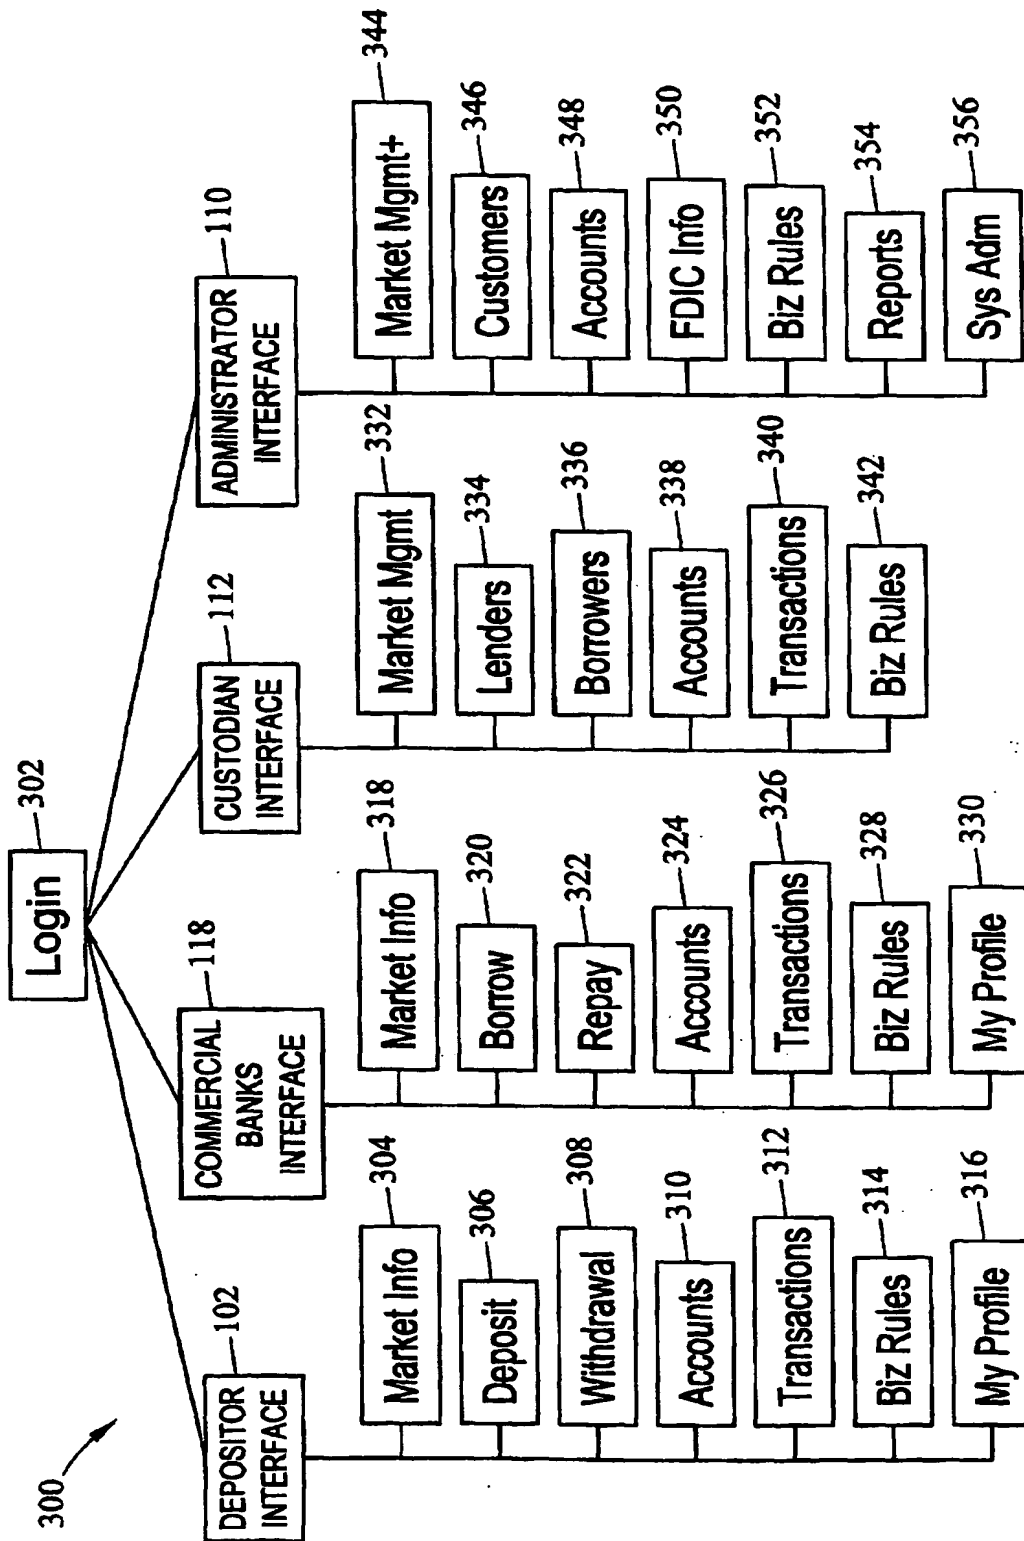 300
Login
302
DEPOSITOR
INTERFACE
102
Market Info
304
Deposit
306
Withdrawal
308
Accounts
310
Transactions
312
Biz Rules
314
My Profile
316
COMMERCIAL
BANKS
INTERFACE
118
Market Info
318
Borrow
320
Repay
322
Accounts
324
Transactions
326
Biz Rules
328
My Profile
330
CUSTODIAN
INTERFACE
112
Market Mgmt
332
Lenders
334
Borrowers
336
Accounts
338
Transactions
340
Biz Rules
342
ADMINISTRATOR
INTERFACE
110
Market Mgmt+
344
Customers
346
Accounts
348
FDIC Info
350
Biz Rules
352
Reports
354
Sys Adm
356